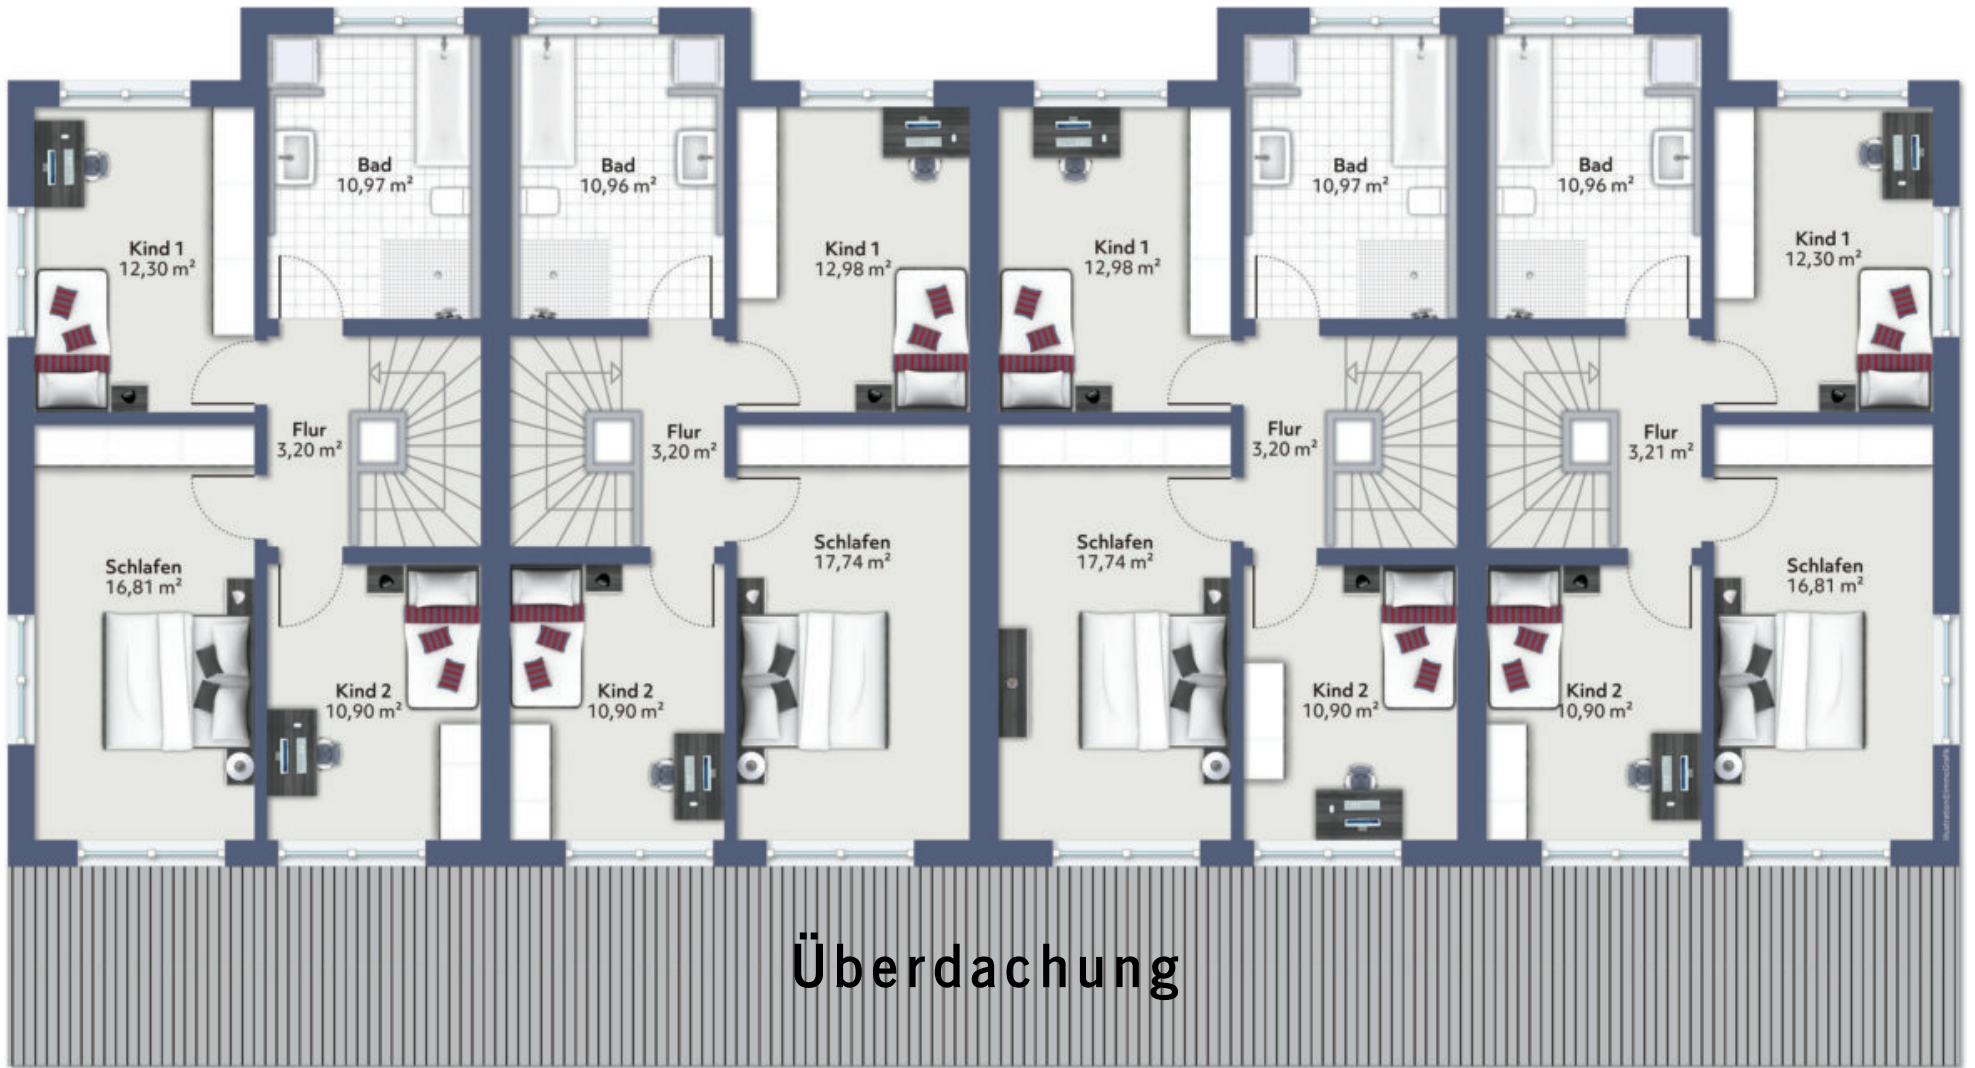 Bad
10,97 m²
Bad
10,96 m²
Bad
10,97 m²
Bad
10,96 m²
Kind 1
12,30 m²
Kind 1
12,98 m²
Kind 1
12,98 m²
Kind 1
12,30 m²
Flur
3,20 m²
Flur
3,20 m²
Flur
3,20 m²
Flur
3,21 m²
Schlafen
16,81 m²
Schlafen
17,74 m²
Schlafen
17,74 m²
Schlafen
16,81 m²
Kind 2
10,90 m²
Kind 2
10,90 m²
Kind 2
10,90 m²
Kind 2
10,90 m²
Überdachung